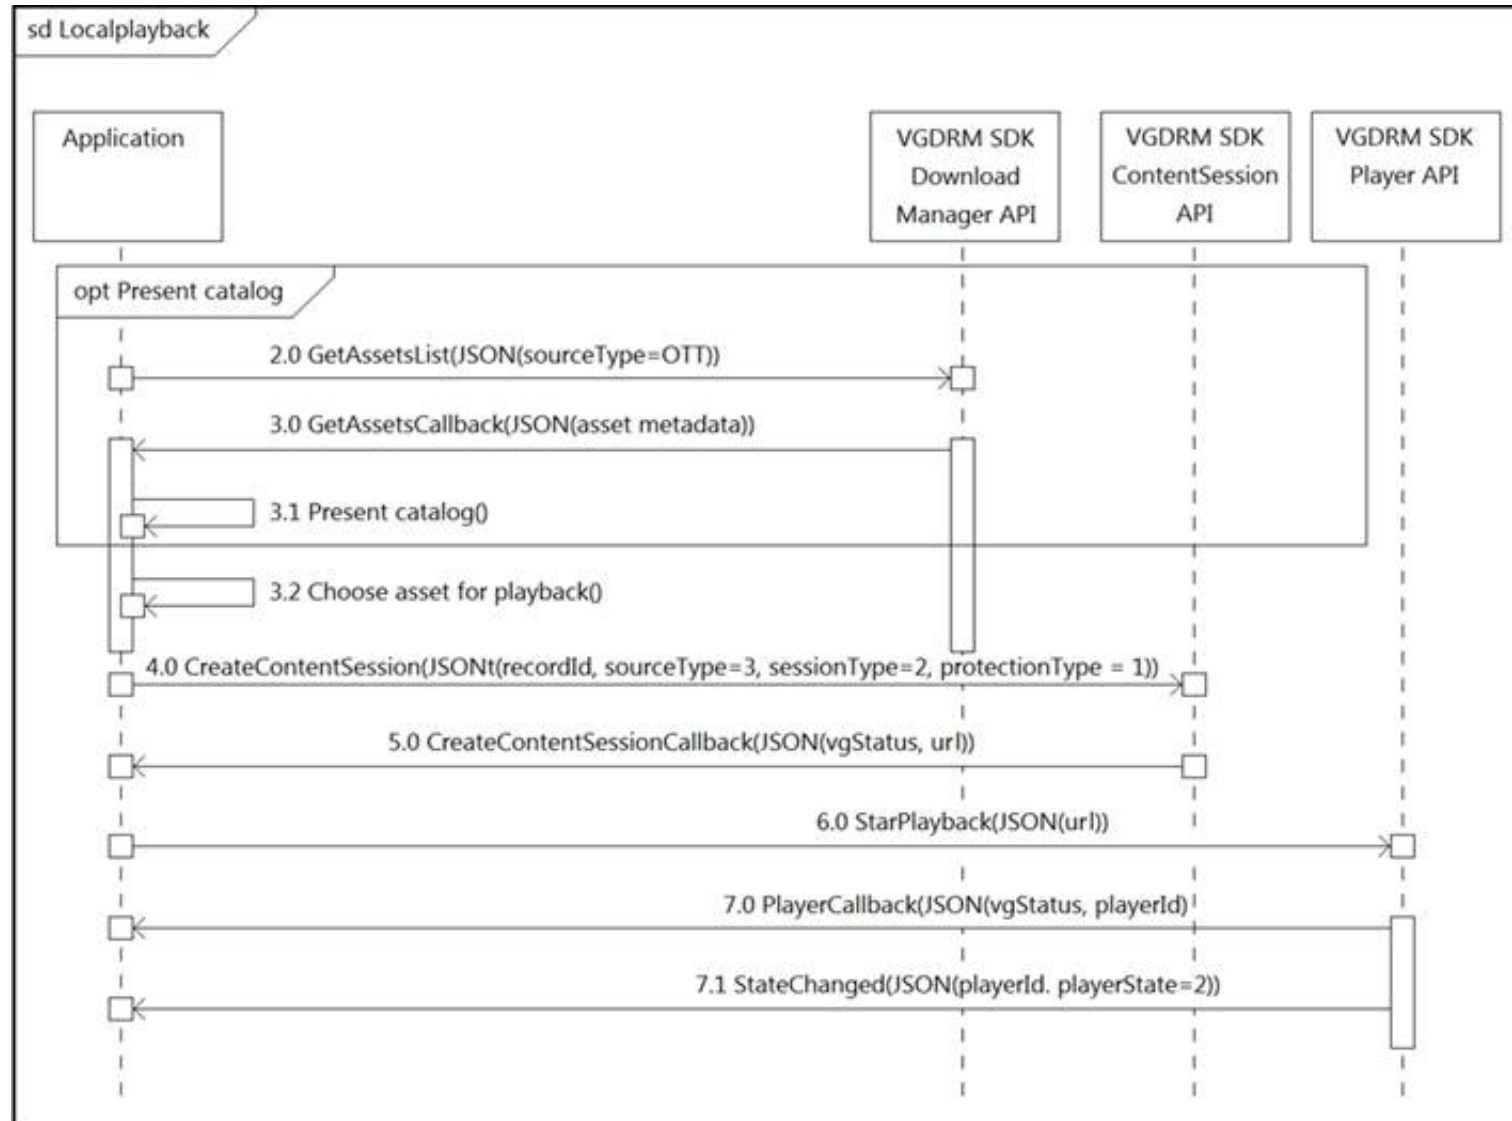 sd Localplayback
Application
VGDRM SDK
Download
Manager API
VGDRM SDK
ContentSession
API
VGDRM SDK
Player API
opt Present catalog
2.0 GetAssetsList(JSON(sourceType=OTT))
3.0 GetAssetsCallback(JSON(asset metadata))
3.1 Present catalog()
3.2 Choose asset for playback()
4.0 CreateContentSession(JSONt(recordId, sourceType=3, sessionType=2, protectionType = 1))
5.0 CreateContentSessionCallback(JSON(vgStatus, url))
6.0 StarPlayback(JSON(url))
7.0 PlayerCallback(JSON(vgStatus, playerId)
7.1 StateChanged(JSON(playerId. playerState=2))